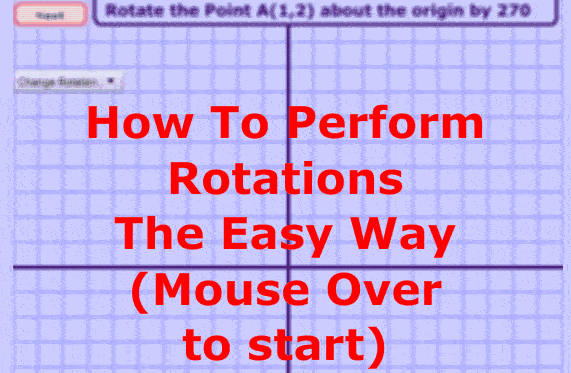 Next
Rotate the Point A(1,2) about the origin by 270
Change Rotation
How To Perform
Rotations
The Easy Way
(Mouse Over
to start)